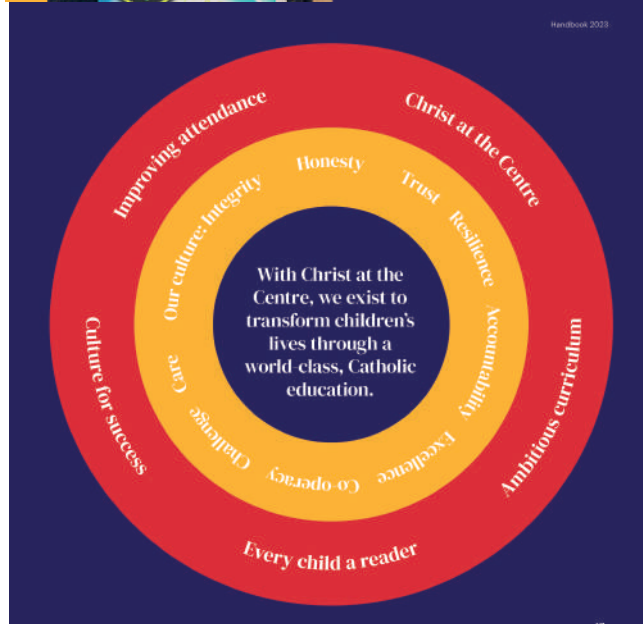 Handbook 2023
Improving attendance
Christ at the Centre
Ambitious curriculum
Every child a reader
Culture for success
Our culture: Integrity
Honesty
Trust
Resilience
Accountability
Excellence
Co-operacy
Challenge
Care
With Christ at the
Centre, we exist to
transform children's
lives through a
world-class, Catholic
education.